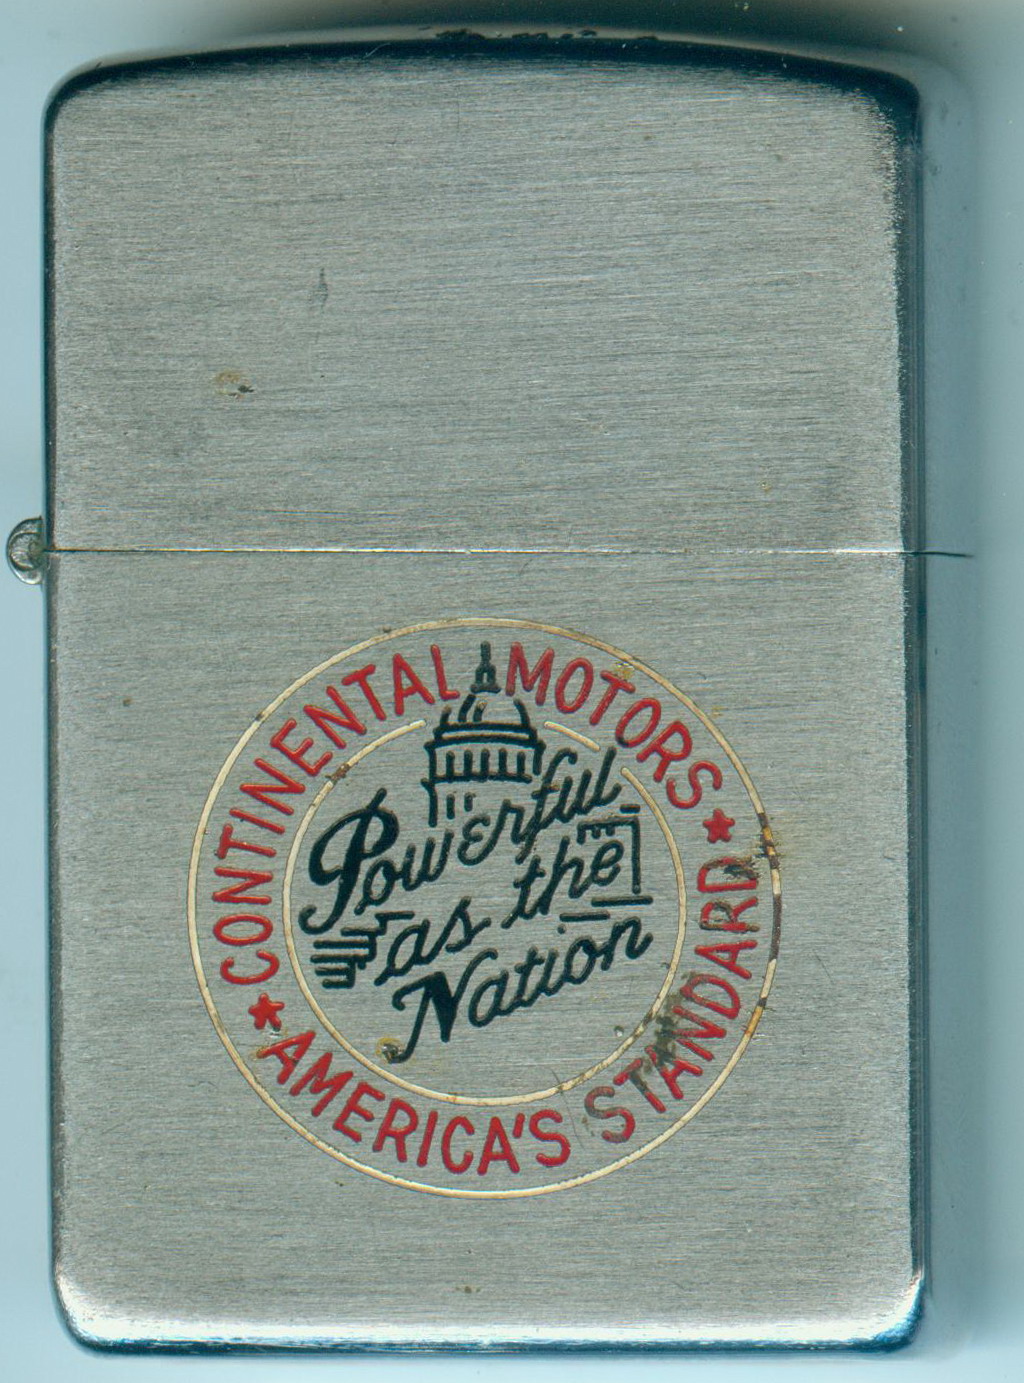 CONTINENTAL MOTORS
Powerful
as the
Nation
AMERICA'S STANDARD